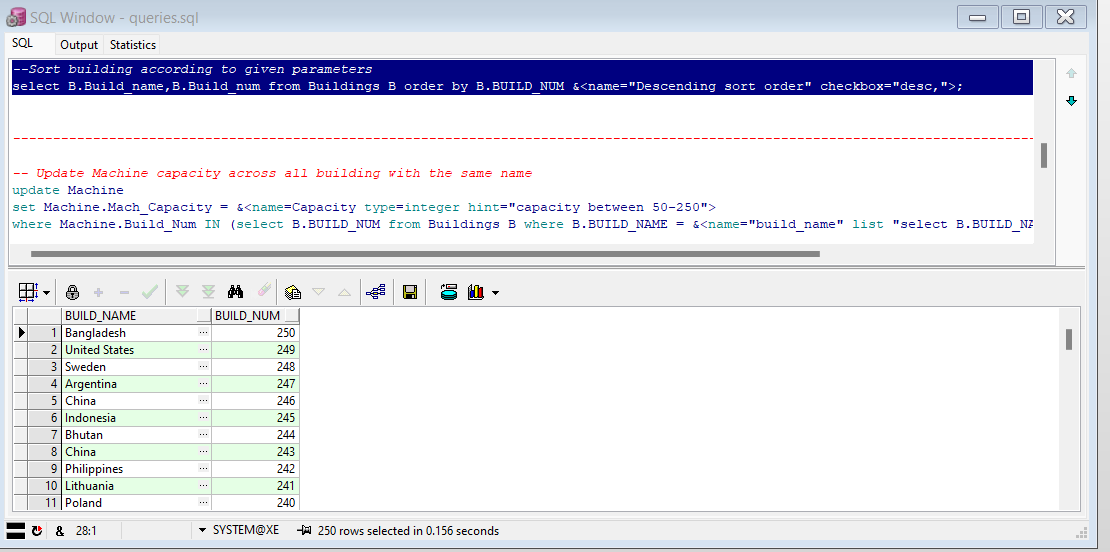 SQL Window - queries.sql
SQL Output Statistics
--Sort building according to given parameters
select B.Build_name,B.Build_num from Buildings B order by B.BUILD_NUM &<name="Descending sort order" checkbox="desc,">;
-- Update Machine capacity across all building with the same name
update Machine
set Machine.Mach_Capacity = &<name=Capacity type=integer hint="capacity between 50-250">
where Machine.Build_Num IN (select B.BUILD_NUM from Buildings B where B.BUILD_NAME = &<name="build_name" list "select B.BUILD_NA
BUILD_NAME BUILD_NUM
1 Bangladesh ... 250
2 United States ... 249
3 Sweden ... 248
4 Argentina ... 247
5 China ... 246
6 Indonesia ... 245
7 Bhutan ... 244
8 China ... 243
9 Philippines ... 242
10 Lithuania ... 241
11 Poland ... 240
& 28:1 SYSTEM@XE 250 rows selected in 0.156 seconds